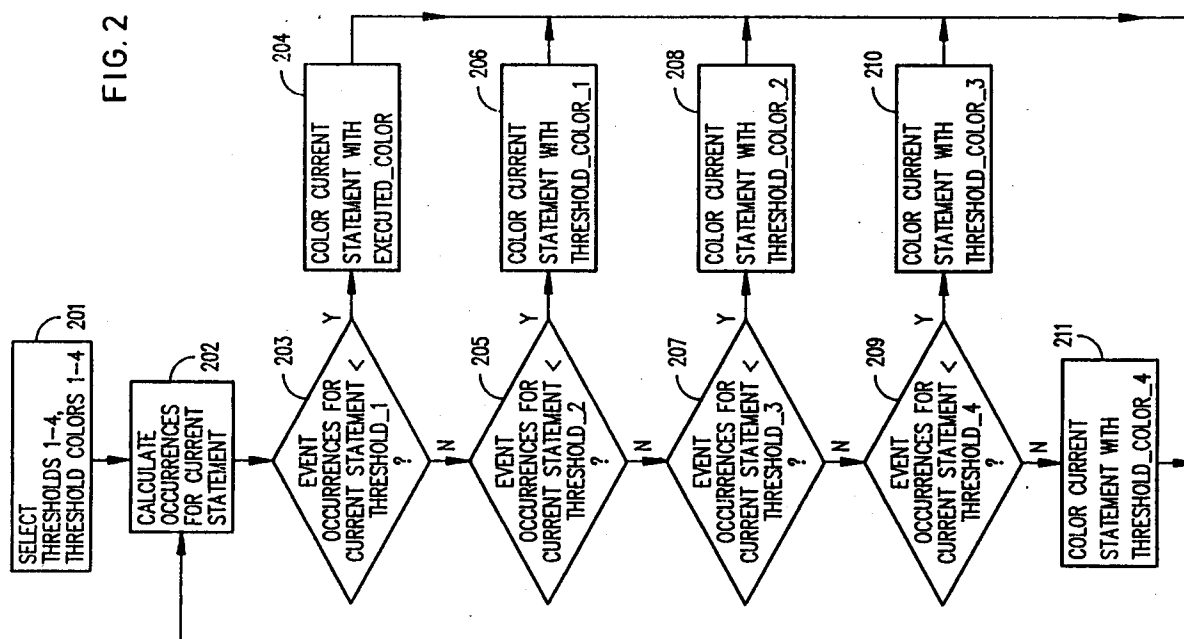 FIG. 2
201
SELECT
THRESHOLDS 1-4,
THRESHOLD COLORS 1-4
202
CALCULATE
OCCURRENCES
FOR CURRENT
STATEMENT
203
EVENT
OCCURRENCES FOR
CURRENT STATEMENT <
THRESHOLD_1
?
Y
N
204
COLOR CURRENT
STATEMENT WITH
EXECUTED_COLOR
205
EVENT
OCCURRENCES FOR
CURRENT STATEMENT <
THRESHOLD_2
?
Y
N
206
COLOR CURRENT
STATEMENT WITH
THRESHOLD_COLOR_1
207
EVENT
OCCURRENCES FOR
CURRENT STATEMENT <
THRESHOLD_3
?
Y
N
208
COLOR CURRENT
STATEMENT WITH
THRESHOLD_COLOR_2
209
EVENT
OCCURRENCES FOR
CURRENT STATEMENT <
THRESHOLD_4
?
Y
N
210
COLOR CURRENT
STATEMENT WITH
THRESHOLD_COLOR_3
211
COLOR CURRENT
STATEMENT WITH
THRESHOLD_COLOR_4